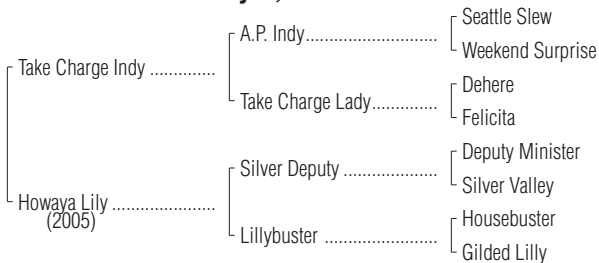 Seattle Slew
A.P. Indy..............................
Weekend Surprise
Take Charge Indy ...............
Dehere
Take Charge Lady...............
Felicita
Deputy Minister
Silver Deputy ......................
Silver Valley
Howaya Lily ........................
(2005)
Housebuster
Lillybuster ..........................
Gilded Lilly